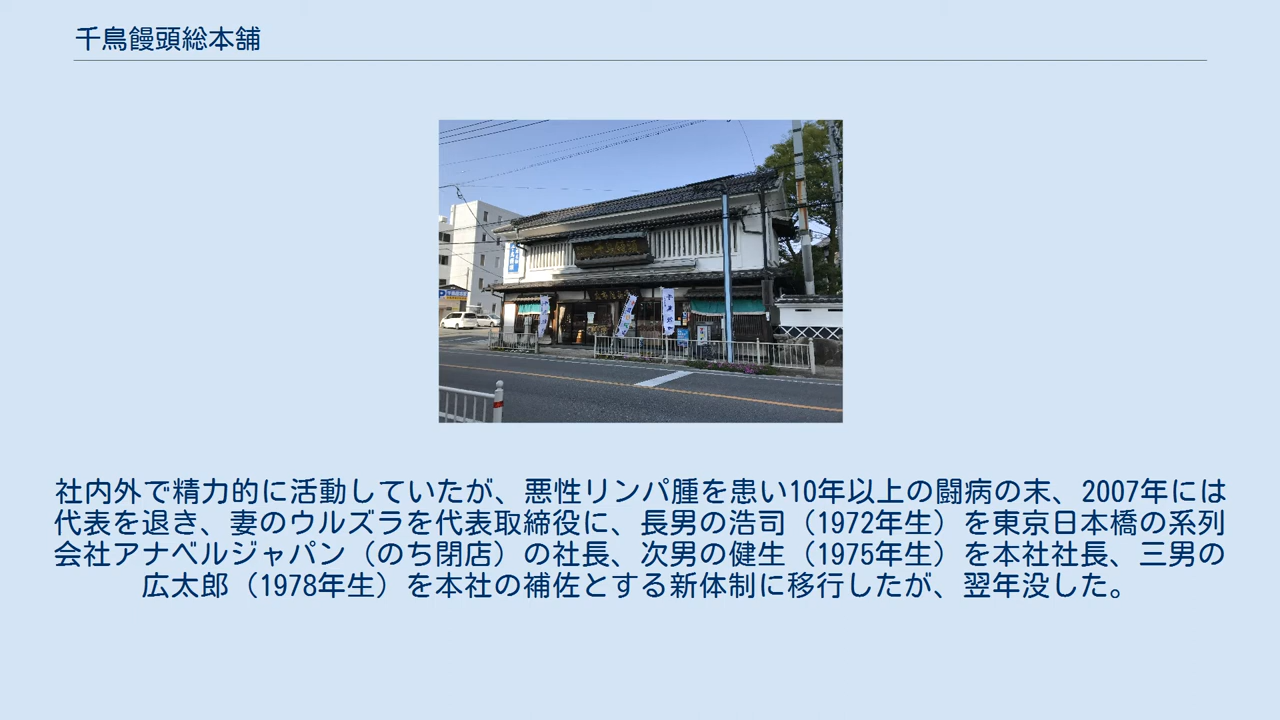 千鳥饅頭総本舗
社内外で精力的に活動していたが、悪性リンパ腫を患い10年以上の闘病の末、2007年には
代表を退き、妻のウルズラを代表取締役に、長男の浩司（1972年生）を東京日本橋の系列
会社アナベルジャパン（のち閉店）の社長、次男の健生（1975年生）を本社社長、三男の
広太郎（1978年生）を本社の補佐とする新体制に移行したが、翌年没した。